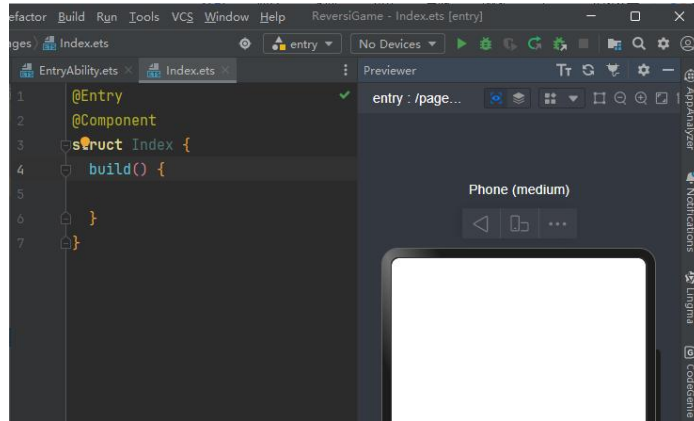 efactor Build Run Tools VCS Window Help ReversiGame - Index.ets [entry]
ages Index.ets entry No Devices
EntryAbility.ets Index.ets Previewer Tт
1 @Entry entry : /page...
2 @Component
3 struct Index {
4 build() {
5
6 }
7 }
Phone (medium)
AppAnalyzer
Notifications
Lingma
CodeGenie